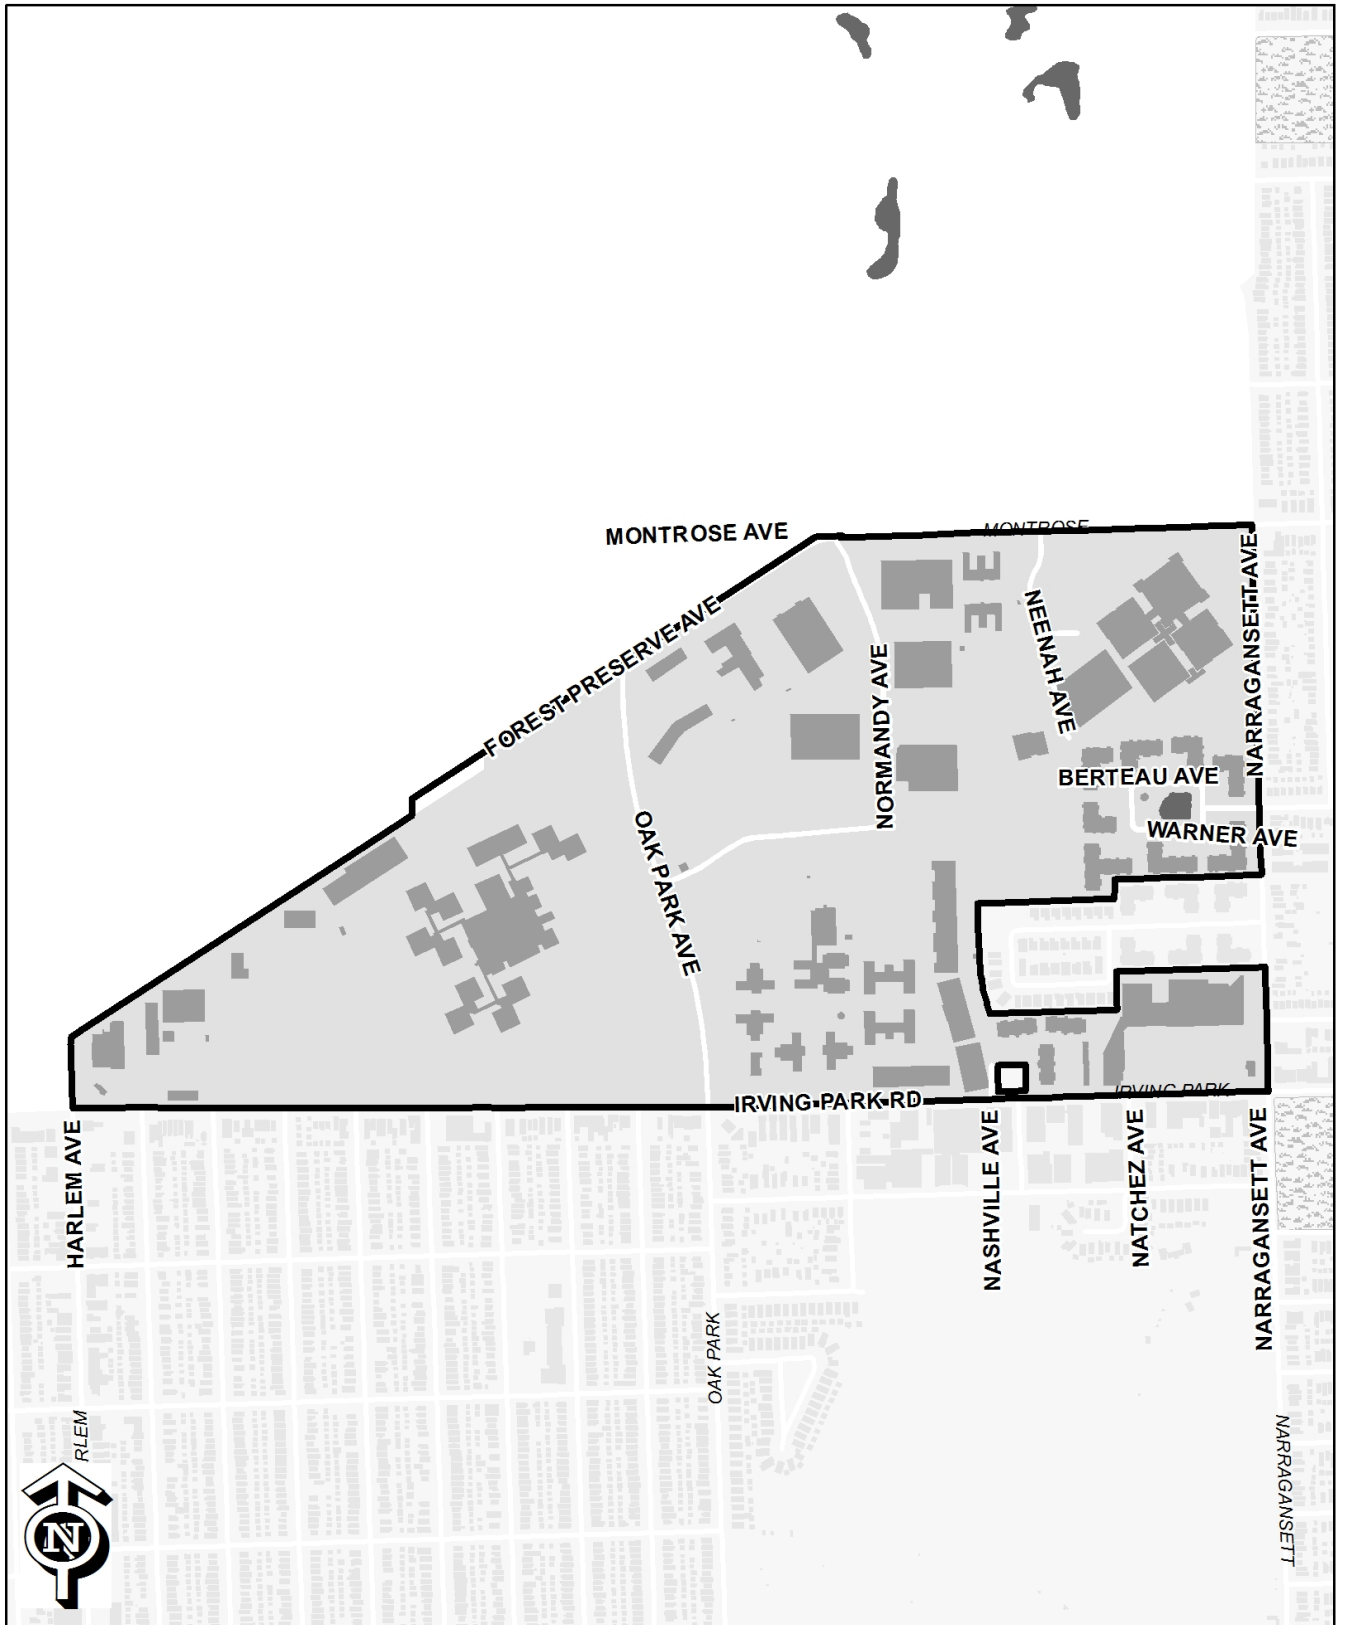 MONTROSE AVE
MONTROSE
FOREST PRESERVE AVE
NARRAGANSETT AVE
NEENAH AVE
NORMANDY AVE
BERTEAU AVE
OAK PARK AVE
WARNER AVE
IRVING PARK
IRVING PARK RD
HARLEM AVE
NASHVILLE AVE
NATCHEZ AVE
NARRAGANSETT AVE
OAK PARK
RLEM
NARRAGANSETT
N